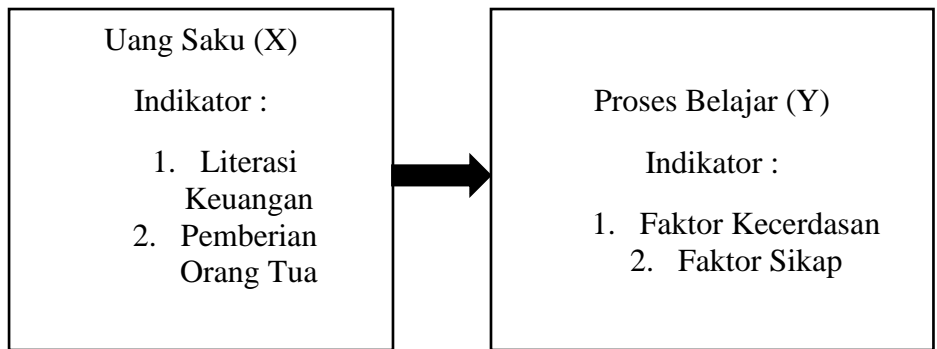 Uang Saku (X)
Indikator :
1. Literasi
Keuangan
2. Pemberian
Orang Tua
Proses Belajar (Y)
Indikator :
1. Faktor Kecerdasan
2. Faktor Sikap